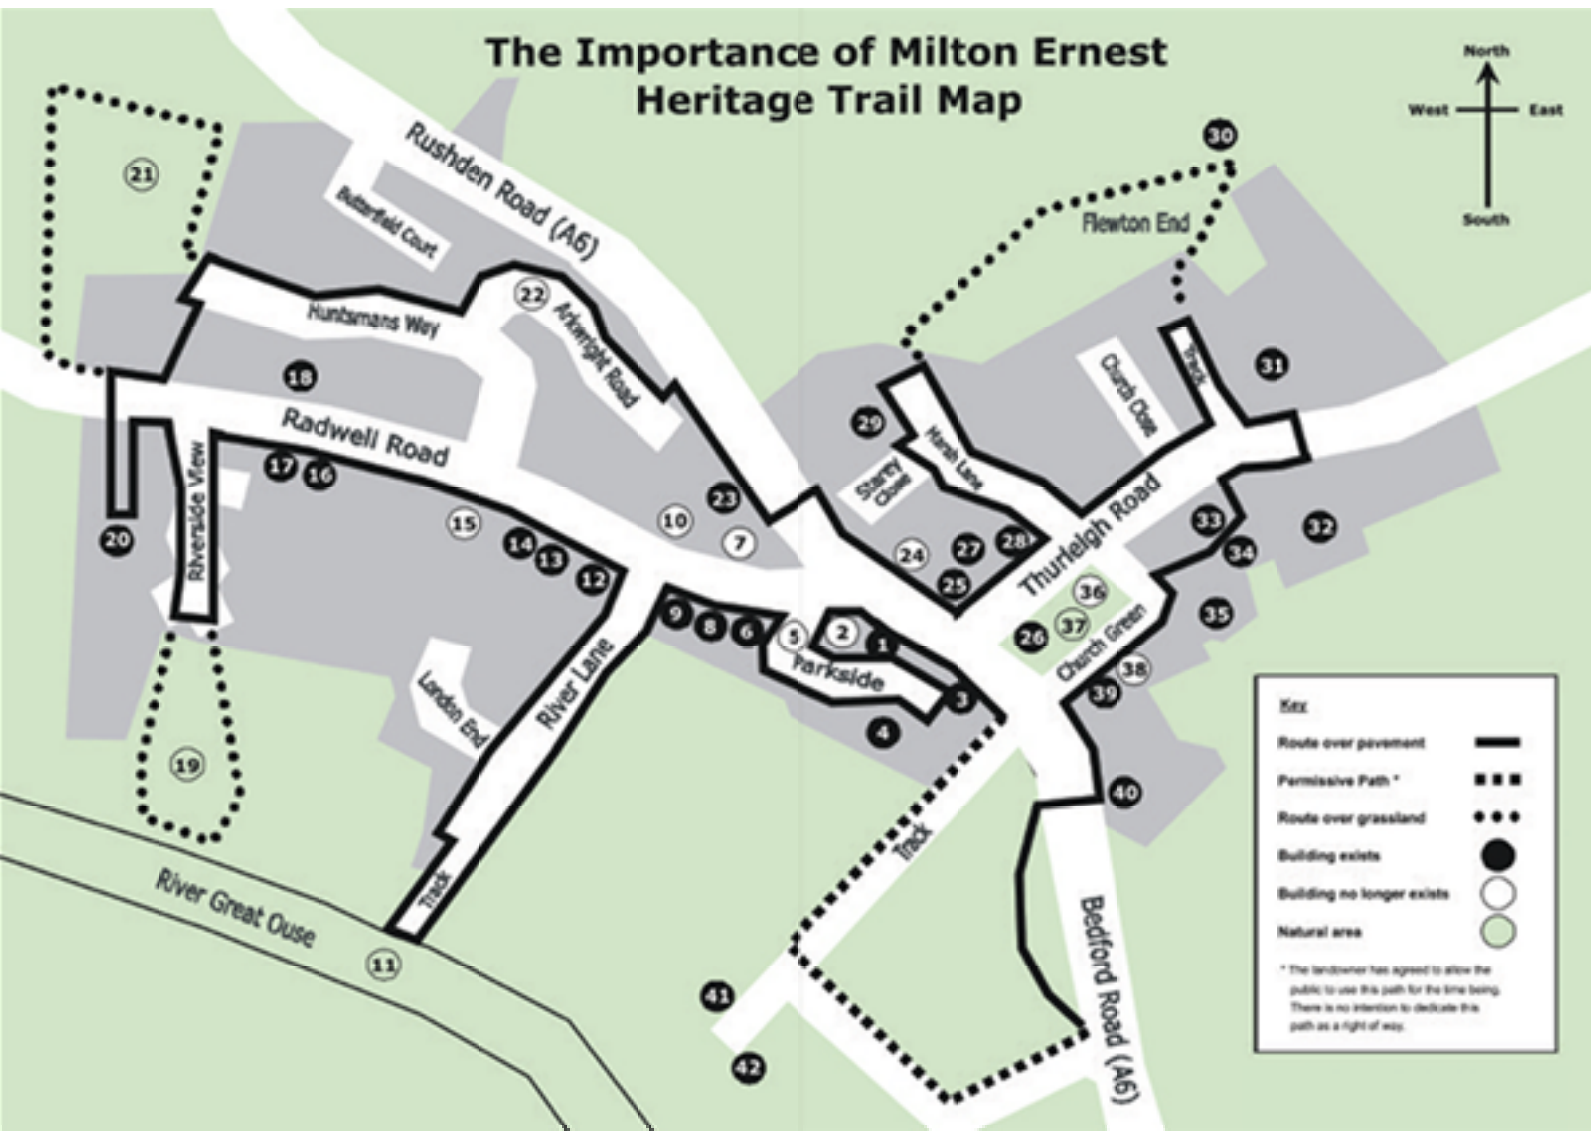 The Importance of Milton Ernest
Heritage Trail Map
North
West
East
South
30
21
Rushden Road (A6)
Butterfield Court
Flewton End
22
Huntsmans Way
Arkwright Road
Track
31
Church Close
18
29
Radwell Road
Marsh Lane
Starey
Close
17
16
Riverside View
23
10
7
15
14
13
12
20
24
27
28
25
Thurleigh Road
33
34
32
36
26
37
35
Church Green
38
39
9
8
6
5
2
1
Parkside
3
4
River Lane
London End
19
40
Track
Track
River Great Ouse
11
41
42
Bedford Road (A6)
Key
Route over pavement
Permissive Path *
Route over grassland
Building exists
Building no longer exists
Natural area
* The landowner has agreed to allow the
public to use this path for the time being.
There is no intention to dedicate this
path as a right of way.